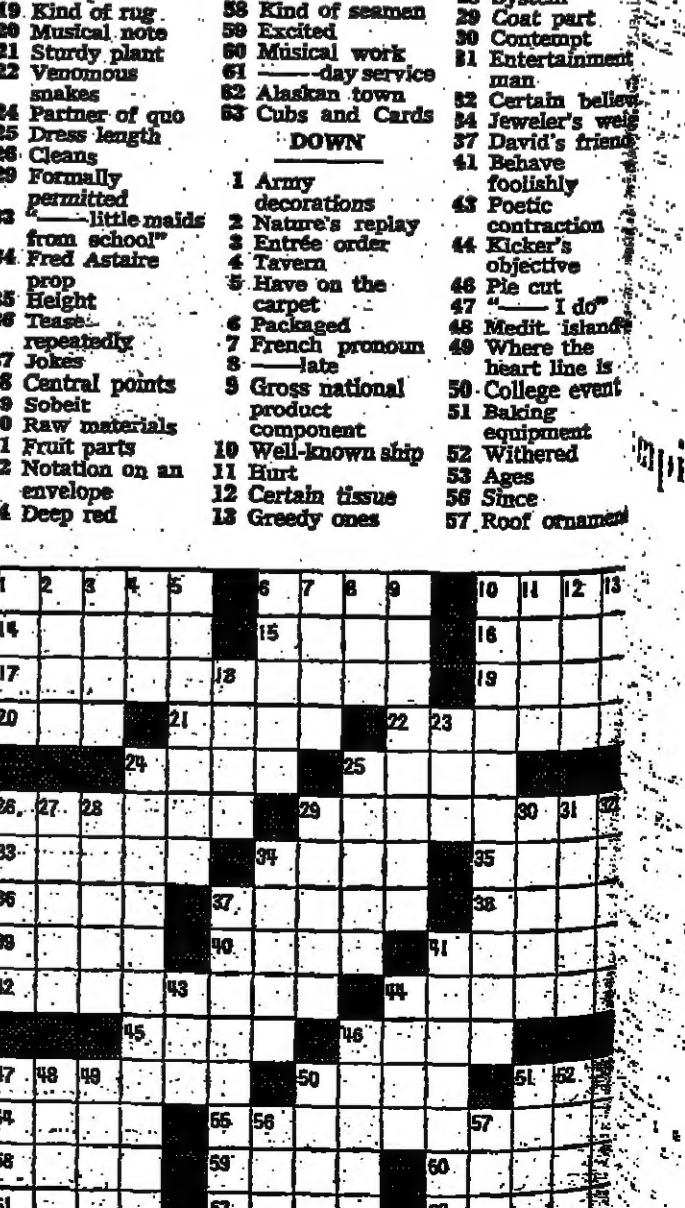 19 Kind of rug
20 Musical note
21 Sturdy plant
22 Venomous
snakes
24 Partner of quo
25 Dress length
26 Cleans
29 Formally
permitted
33 "——little maids
from school"
34 Fred Astaire
prop
35 Height
36 Tease
repeatedly
37 Jokes
38 Central points
39 Sobeit
40 Raw materials
41 Fruit parts
42 Notation on an
envelope
44 Deep red
58 Kind of seamen
59 Excited
60 Musical work
61 ——-day service
62 Alaskan town
63 Cubs and Cards
DOWN
1 Army
decorations
2 Nature's replay
3 Entrée order
4 Tavern
5 Have on the
carpet
6 Packaged
7 French pronoun
8 ——late
9 Gross national
product
component
10 Well-known ship
11 Hurt
12 Certain tissue
13 Greedy ones
29 Coat part
30 Contempt
31 Entertainment
man
32 Certain
34 Jeweler's
37 David's friend
41 Behave
foolishly
43 Poetic
contraction
44 Kicker's
objective
46 Pie cut
47 "—— I do"
48 Medit. island
49 Where the
heart line is
50 College event
51 Baking
equipment
52 Withered
53 Ages
56 Since
57 Roof ornament
1 2 3 4 5 6 7 8 9 10 11 12 13
14 15 16
17 18 19
20 21 22 23
24 25
26 27 28 29 30 31 32
33 34 35
36 37 38
39 40 41
42 43 44
45 46
47 48 49 50 51 52
54 55 56 57
58 59 60
61 62